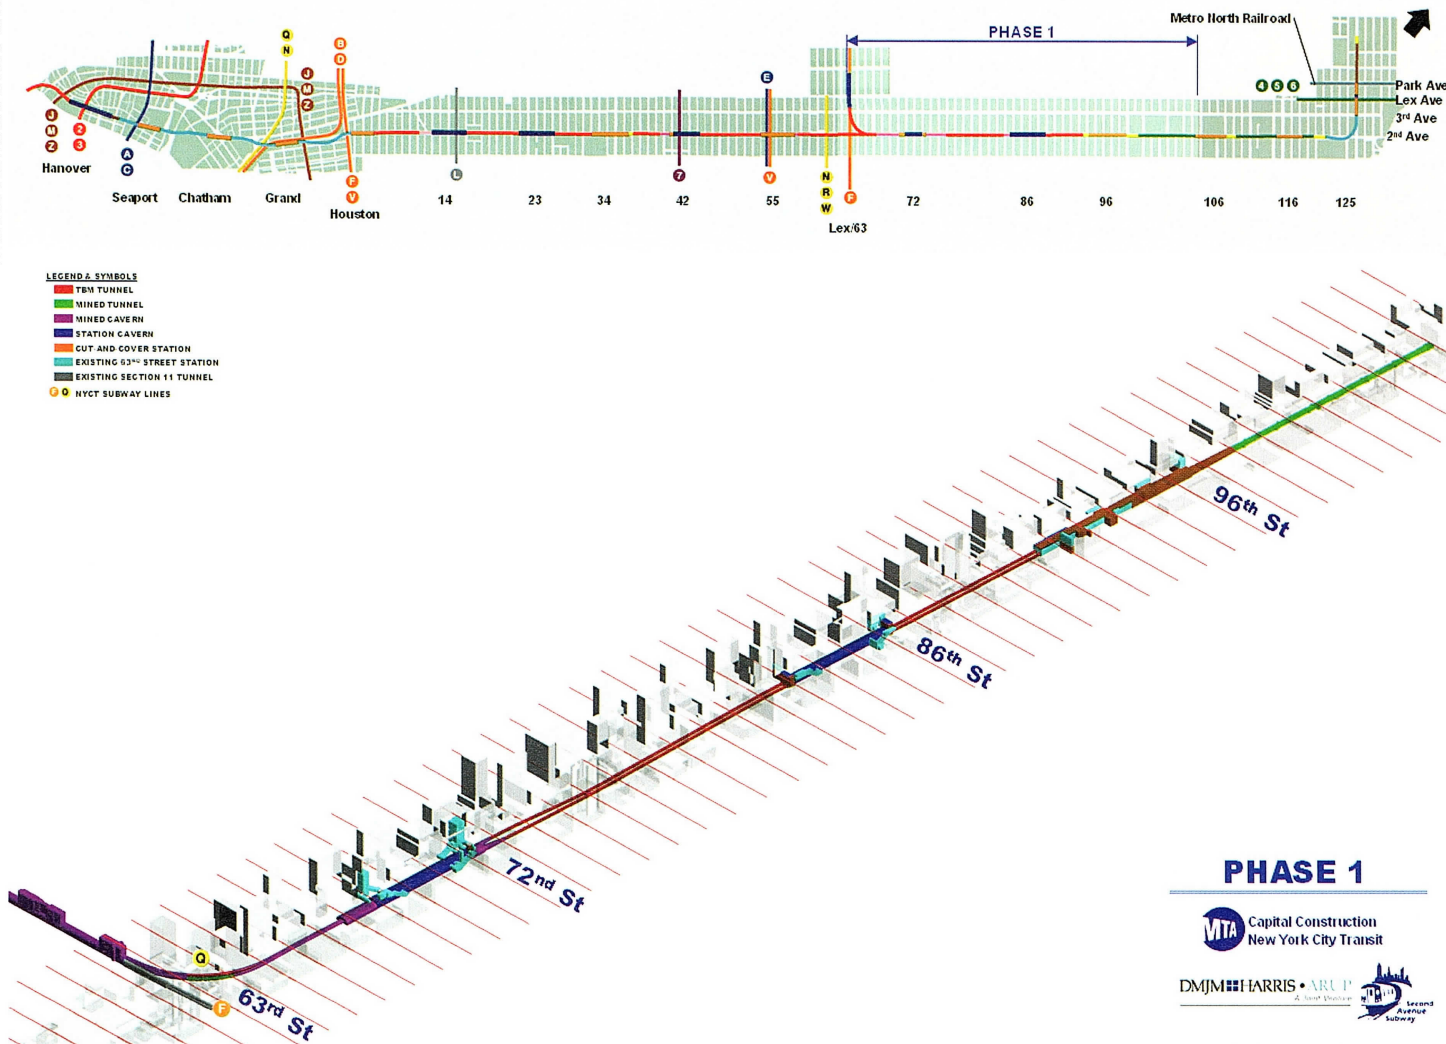 Metro North Railroad
PHASE 1
Q
N
B
D
E
J
M
Z
4 5 6
Park Ave
Lex Ave
3rd Ave
2nd Ave
J
M
Z
2
3
A
C
F
V
L
7
V
N
R
W
F
Hanover
Seaport
Chatham
Grand
Houston
14
23
34
42
55
Lex/63
72
86
96
106
116
125
LEGEND & SYMBOLS
TBM TUNNEL
MINED TUNNEL
MINED CAVERN
STATION CAVERN
CUT-AND-COVER STATION
EXISTING 63RD STREET STATION
EXISTING SECTION 11 TUNNEL
F Q NYCT SUBWAY LINES
96th St
86th St
72nd St
Q
63rd St
F
PHASE 1
MTA
Capital Construction
New York City Transit
DMJM HARRIS • ARUP
A Joint Venture
Second
Avenue
Subway